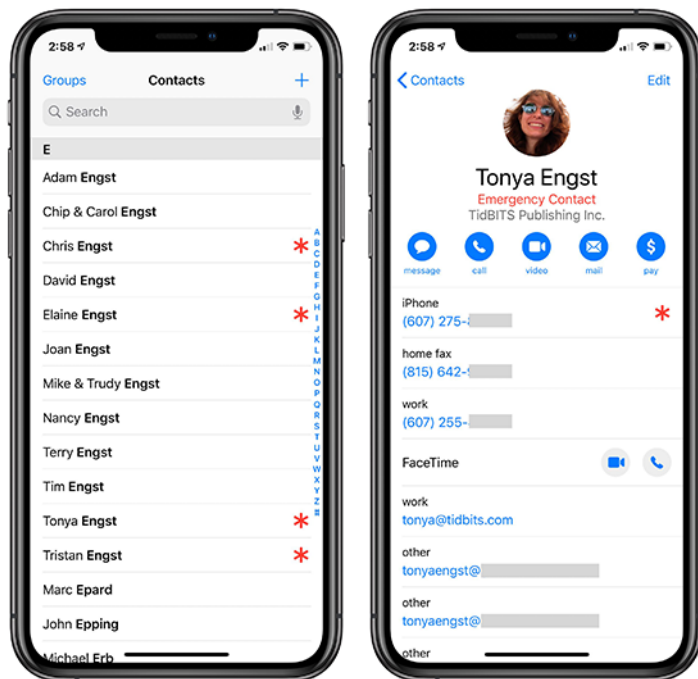 2:58
Groups
Contacts
+
Search
E
Adam Engst
Chip & Carol Engst
Chris Engst *
David Engst
Elaine Engst *
Joan Engst
Mike & Trudy Engst
Nancy Engst
Terry Engst
Tim Engst
Tonya Engst *
Tristan Engst *
Marc Epard
John Epping
Michael Erb
A
B
C
D
E
F
G
H
I
J
K
L
M
N
O
P
Q
R
S
T
U
V
W
X
Y
Z
#
2:58
Contacts
Edit
Tonya Engst
Emergency Contact
TidBITS Publishing Inc.
message
call
video
mail
$
pay
iPhone
(607) 275-
*
home fax
(815) 642-
work
(607) 255-
FaceTime
work
tonya@tidbits.com
other
tonyaengst@
other
tonyaengst@
other